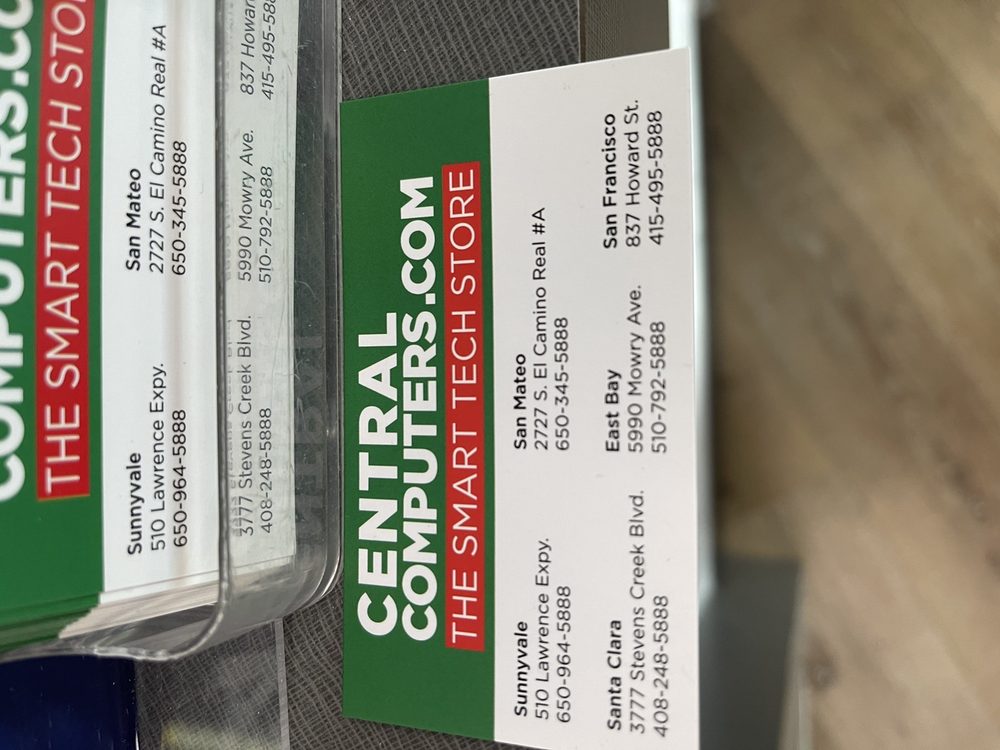 COMPUTERS.CO
THE SMART TECH STO
Sunnyvale
510 Lawrence Expy.
650-964-5888
San Mateo
2727 S. El Camino Real #A
650-345-5888
3777 Stevens Creek Blvd.
408-248-5888
5990 Mowry Ave.
510-792-5888
837 Howar
415-495-58
CENTRAL
COMPUTERS.COM
THE SMART TECH STORE
Sunnyvale
510 Lawrence Expy.
650-964-5888
San Mateo
2727 S. El Camino Real #A
650-345-5888
Santa Clara
3777 Stevens Creek Blvd.
408-248-5888
East Bay
5990 Mowry Ave.
510-792-5888
San Francisco
837 Howard St.
415-495-5888